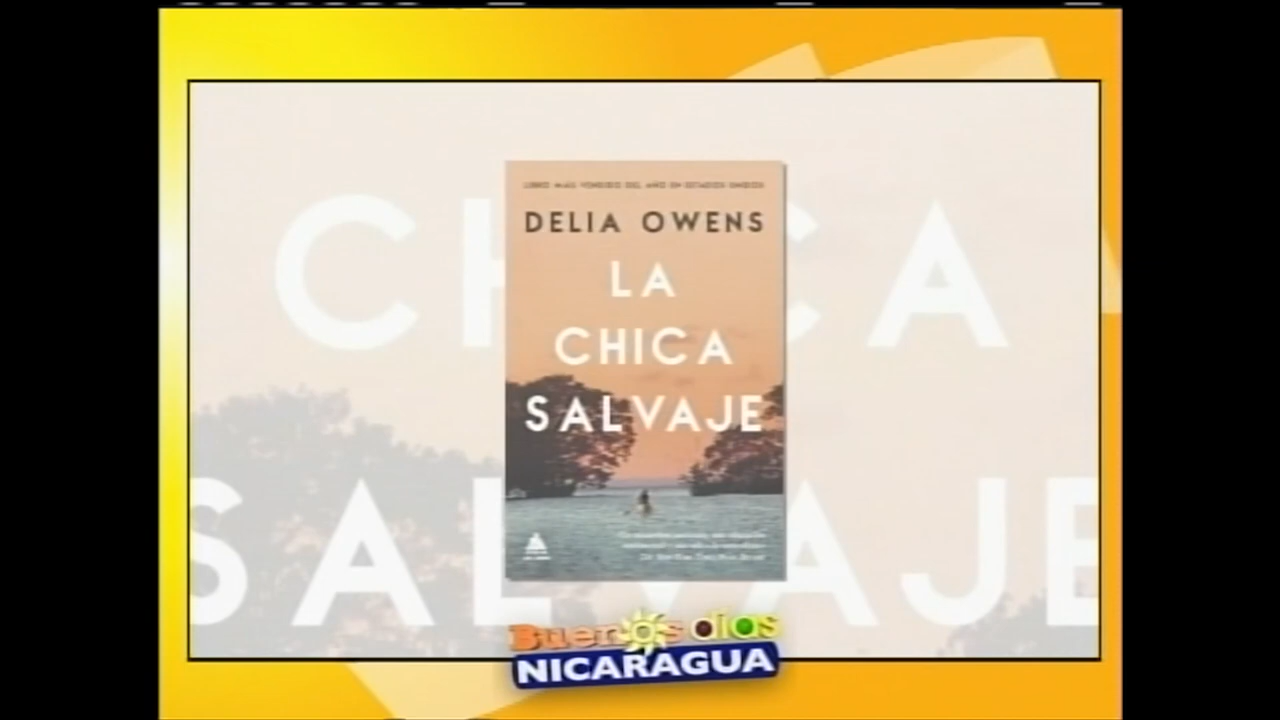 LIBRO MÁS VENDIDO DEL AÑO EN ESTADOS UNIDOS
DELIA OWENS
LA
CHICA
SALVAJE
CHICA
SALVAJE
Buenos días
NICARAGUA